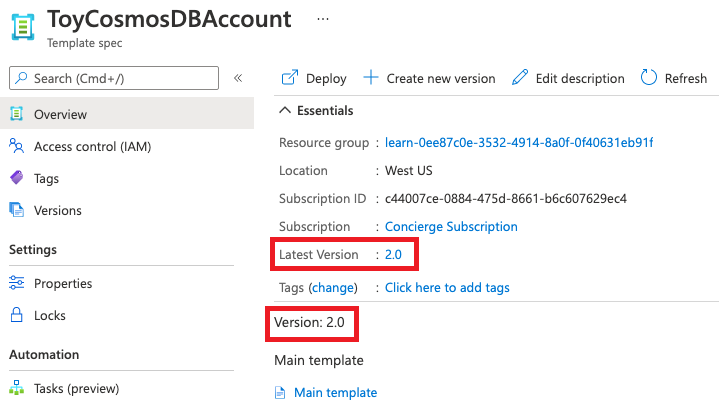 ToyCosmosDBAccount ...
Template spec
Search (Cmd+/) «
Overview
Access control (IAM)
Tags
Versions
Settings
Properties
Locks
Automation
Tasks (preview)
Deploy Create new version Edit description Refresh
Essentials
Resource group : learn-0ee87c0e-3532-4914-8a0f-0f40631eb91f
Location : West US
Subscription ID : c44007ce-0884-475d-8661-b6c607629ec4
Subscription : Concierge Subscription
Latest Version : 2.0
Tags (change) : Click here to add tags
Version: 2.0
Main template
Main template